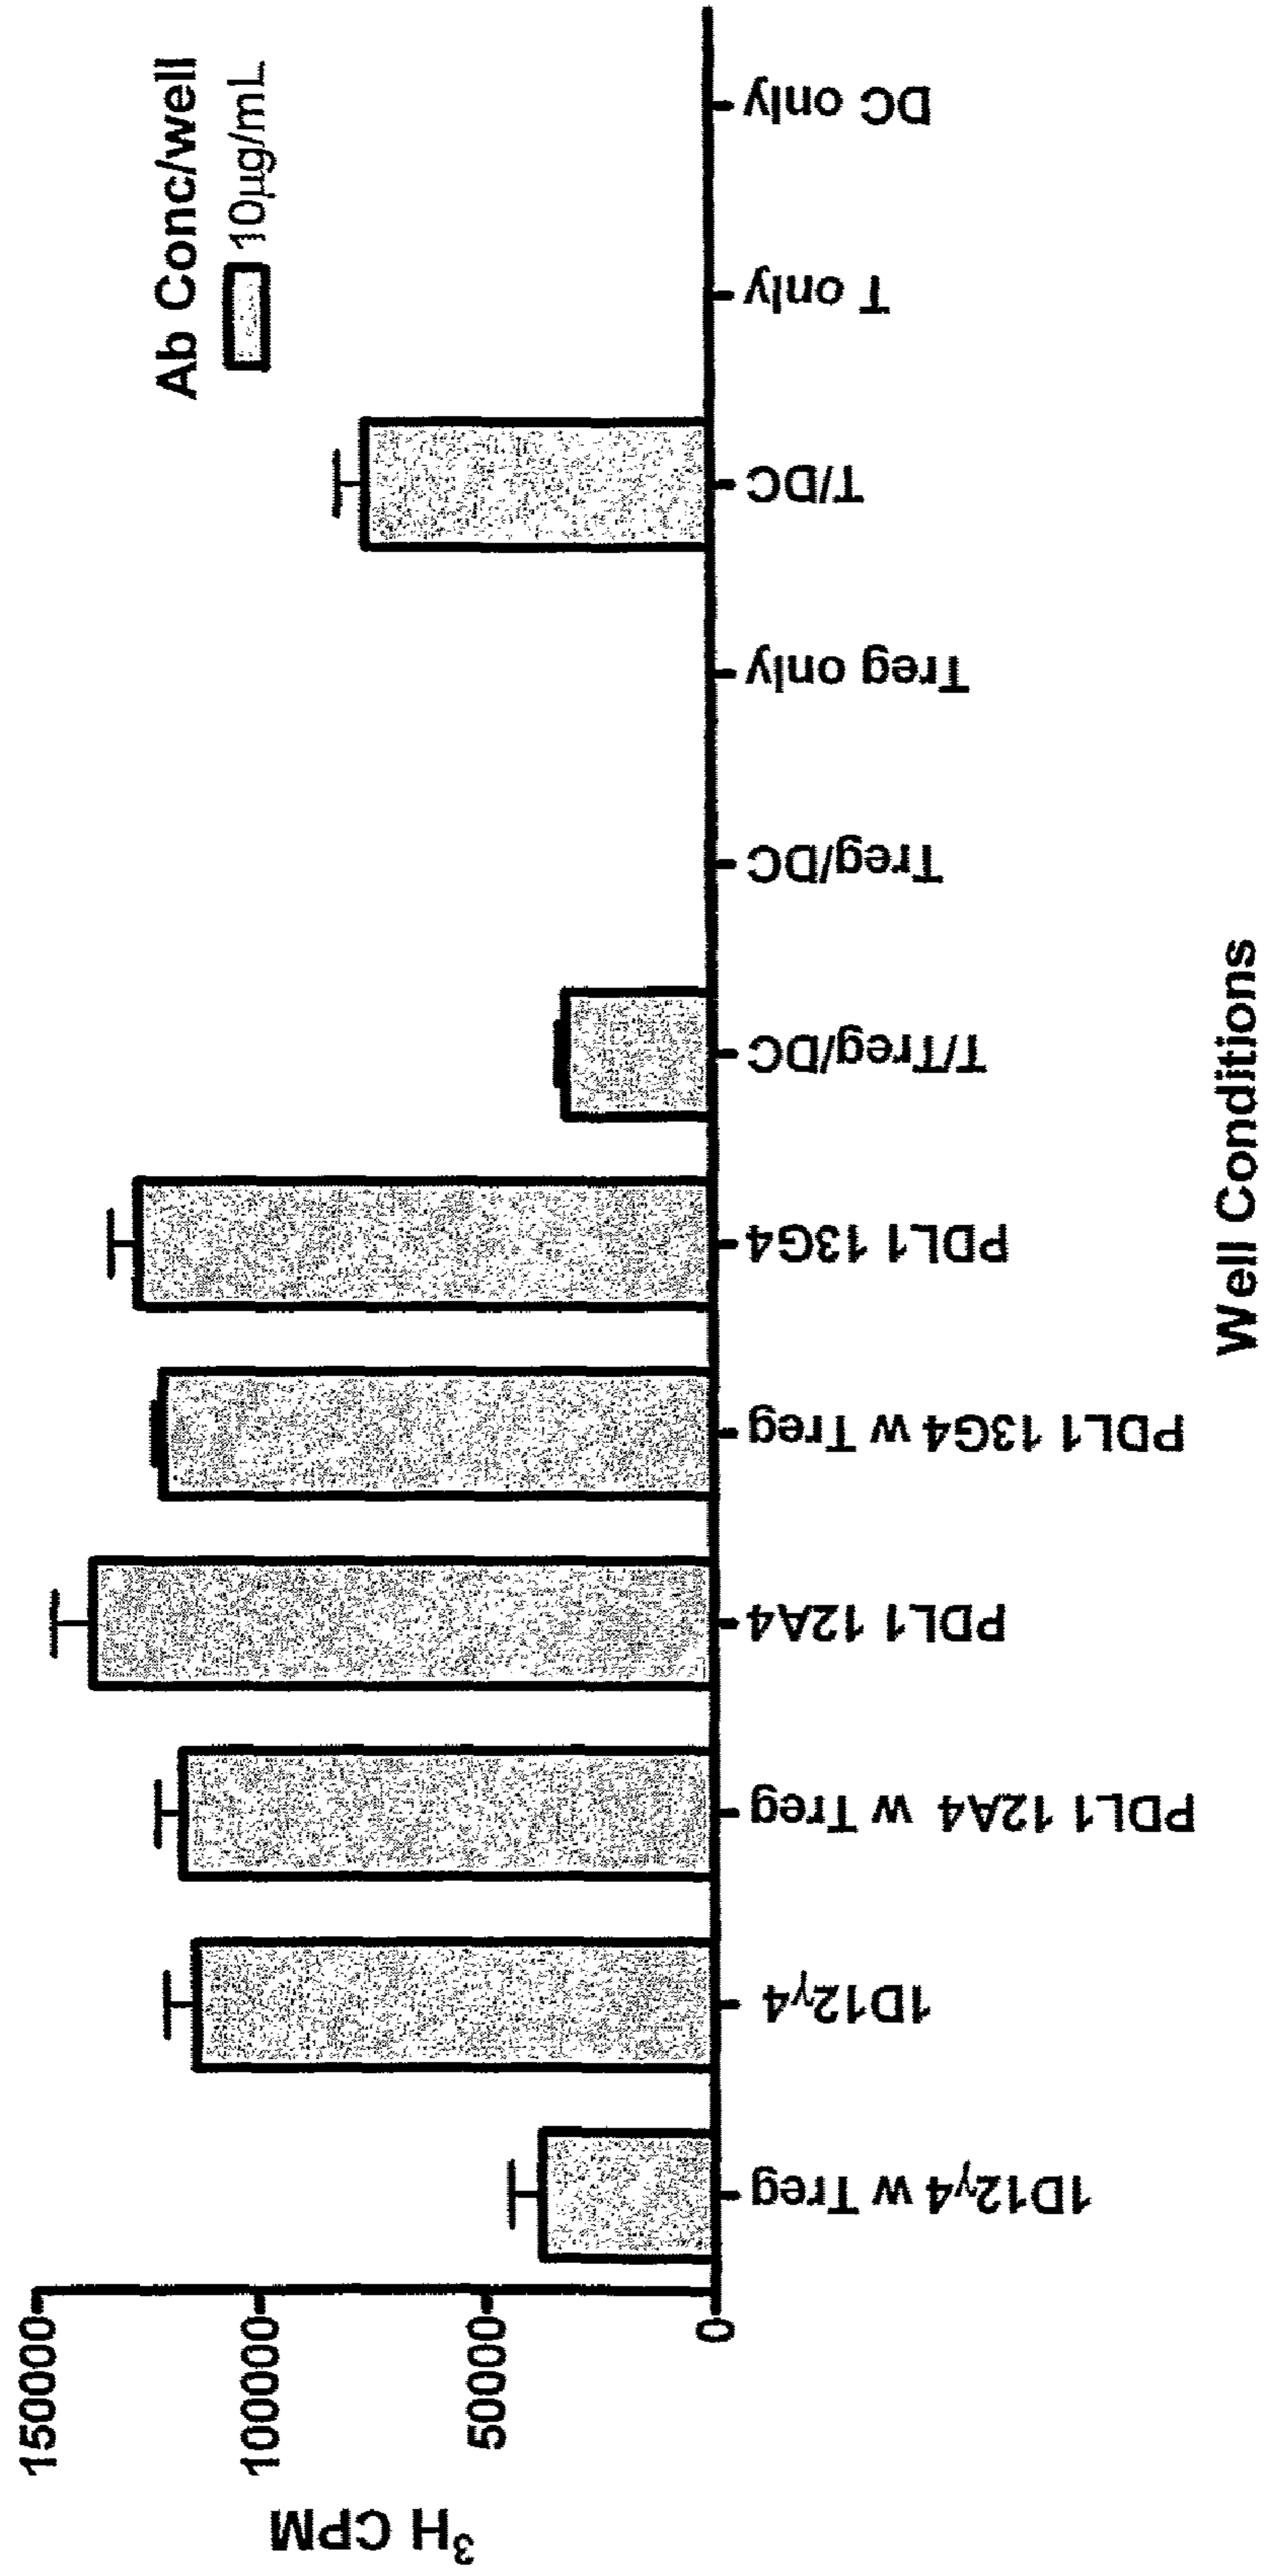 Ab Conc/well
10µg/mL
³H CPM
150000
100000
50000
0
1D12γ4 w Treg
1D12γ4
PDL1 12A4 w Treg
PDL1 12A4
PDL1 13G4 w Treg
PDL1 13G4
T/Treg/DC
Treg/DC
Treg only
T/DC
T only
DC only
Well Conditions